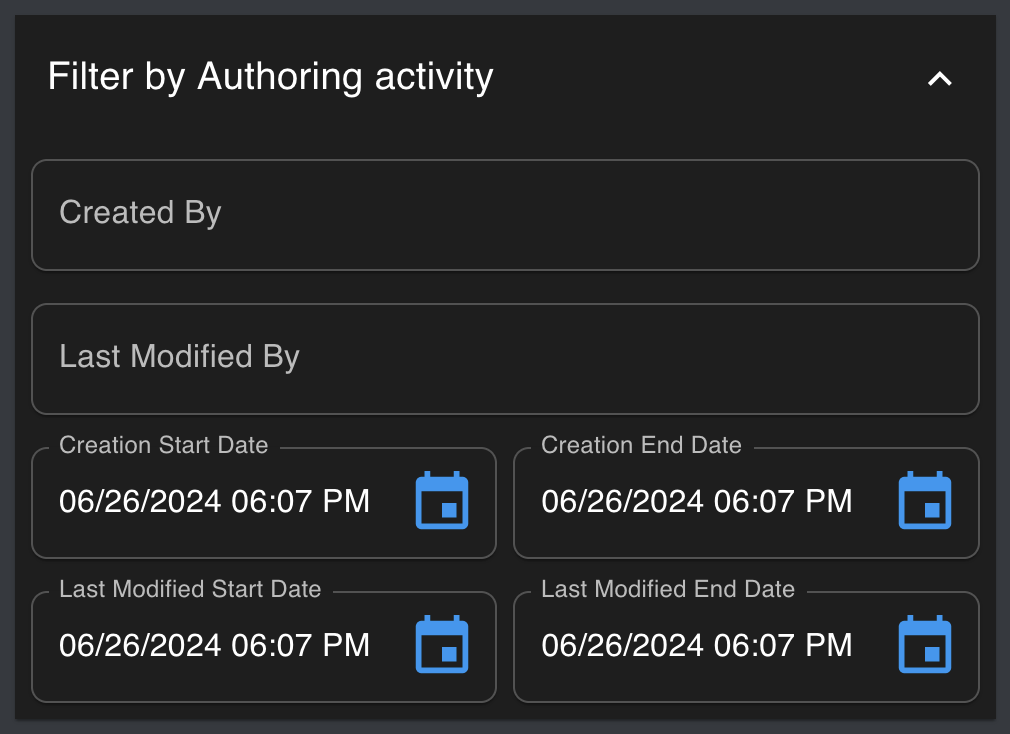 Filter by Authoring activity
Created By
Last Modified By
Creation Start Date
06/26/2024 06:07 PM
Creation End Date
06/26/2024 06:07 PM
Last Modified Start Date
06/26/2024 06:07 PM
Last Modified End Date
06/26/2024 06:07 PM